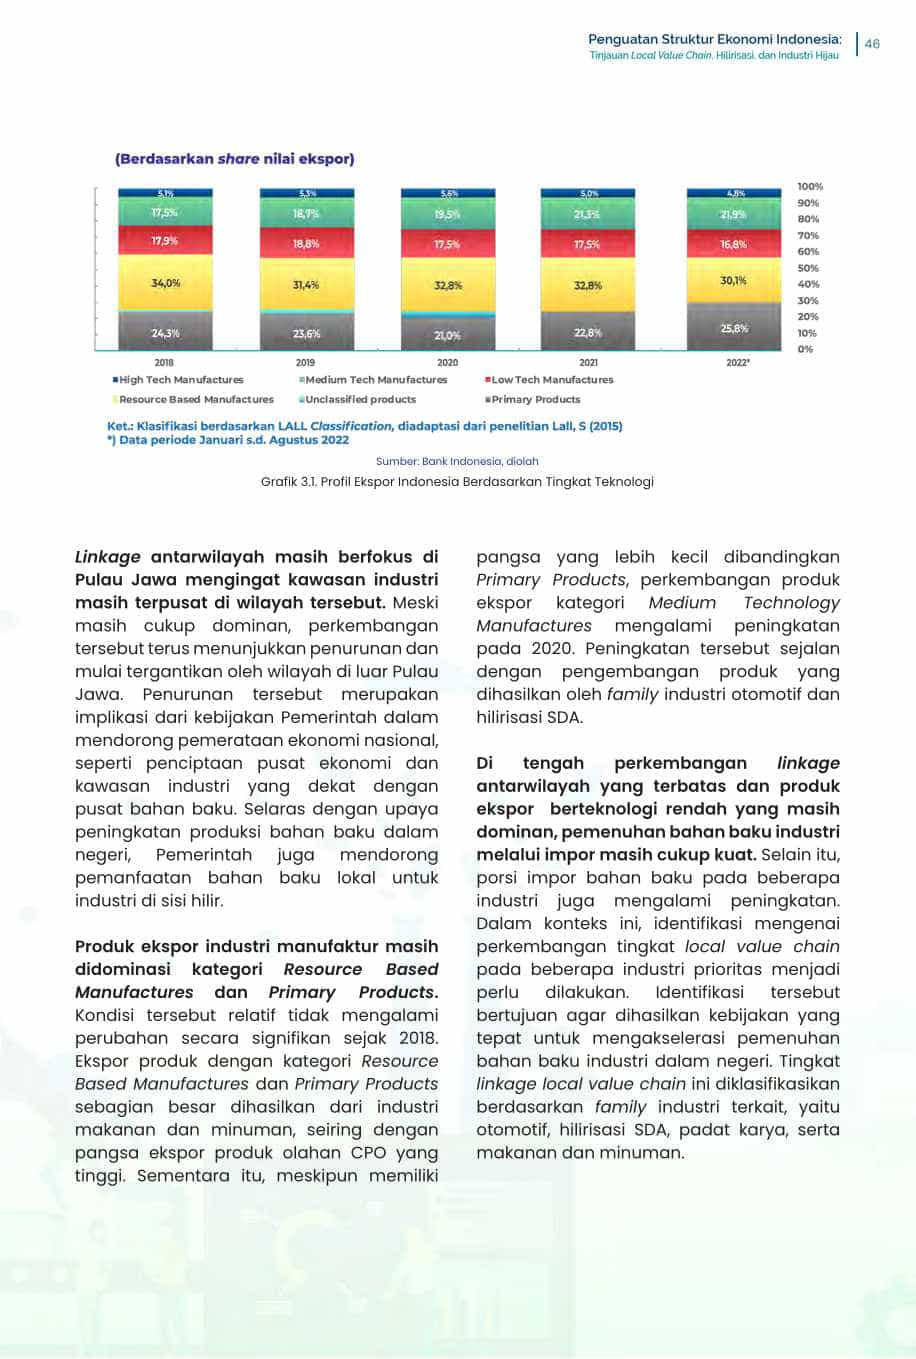 Penguatan Struktur Ekonomi Indonesia:
Tinjauan Local Value Chain, Hilirisasi, dan Industri Hijau
46
(Berdasarkan share nilai ekspor)
5,1% 5,3% 5,6% 5,0% 4,8%
17,5% 18,7% 19,5% 21,3% 21,9%
17,9% 18,8% 17,5% 17,5% 16,8%
34,0% 31,4% 32,8% 32,8% 30,1%
24,3% 23,6% 21,0% 22,8% 25,8%
100%
90%
80%
70%
60%
50%
40%
30%
20%
10%
0%
2018 2019 2020 2021 2022*
High Tech Manufactures Medium Tech Manufactures Low Tech Manufactures
Resource Based Manufactures Unclassified products Primary Products
Ket.: Klasifikasi berdasarkan LALL Classification, diadaptasi dari penelitian Lall, S (2015)
*) Data periode Januari s.d. Agustus 2022
Sumber: Bank Indonesia, diolah
Grafik 3.1. Profil Ekspor Indonesia Berdasarkan Tingkat Teknologi
Linkage antarwilayah masih berfokus di
Pulau Jawa mengingat kawasan industri
masih terpusat di wilayah tersebut. Meski
masih cukup dominan, perkembangan
tersebut terus menunjukkan penurunan dan
mulai tergantikan oleh wilayah di luar Pulau
Jawa. Penurunan tersebut merupakan
implikasi dari kebijakan Pemerintah dalam
mendorong pemerataan ekonomi nasional,
seperti penciptaan pusat ekonomi dan
kawasan industri yang dekat dengan
pusat bahan baku. Selaras dengan upaya
peningkatan produksi bahan baku dalam
negeri, Pemerintah juga mendorong
pemanfaatan bahan baku lokal untuk
industri di sisi hilir.
Produk ekspor industri manufaktur masih
didominasi kategori Resource Based
Manufactures dan Primary Products.
Kondisi tersebut relatif tidak mengalami
perubahan secara signifikan sejak 2018.
Ekspor produk dengan kategori Resource
Based Manufactures dan Primary Products
sebagian besar dihasilkan dari industri
makanan dan minuman, seiring dengan
pangsa ekspor produk olahan CPO yang
tinggi. Sementara itu, meskipun memiliki
pangsa yang lebih kecil dibandingkan
Primary Products, perkembangan produk
ekspor kategori Medium Technology
Manufactures mengalami peningkatan
pada 2020. Peningkatan tersebut sejalan
dengan pengembangan produk yang
dihasilkan oleh family industri otomotif dan
hilirisasi SDA.
Di tengah perkembangan linkage
antarwilayah yang terbatas dan produk
ekspor berteknologi rendah yang masih
dominan, pemenuhan bahan baku industri
melalui impor masih cukup kuat. Selain itu,
porsi impor bahan baku pada beberapa
industri juga mengalami peningkatan.
Dalam konteks ini, identifikasi mengenai
perkembangan tingkat local value chain
pada beberapa industri prioritas menjadi
perlu dilakukan. Identifikasi tersebut
bertujuan agar dihasilkan kebijakan yang
tepat untuk mengakselerasi pemenuhan
bahan baku industri dalam negeri. Tingkat
linkage local value chain ini diklasifikasikan
berdasarkan family industri terkait, yaitu
otomotif, hilirisasi SDA, padat karya, serta
makanan dan minuman.